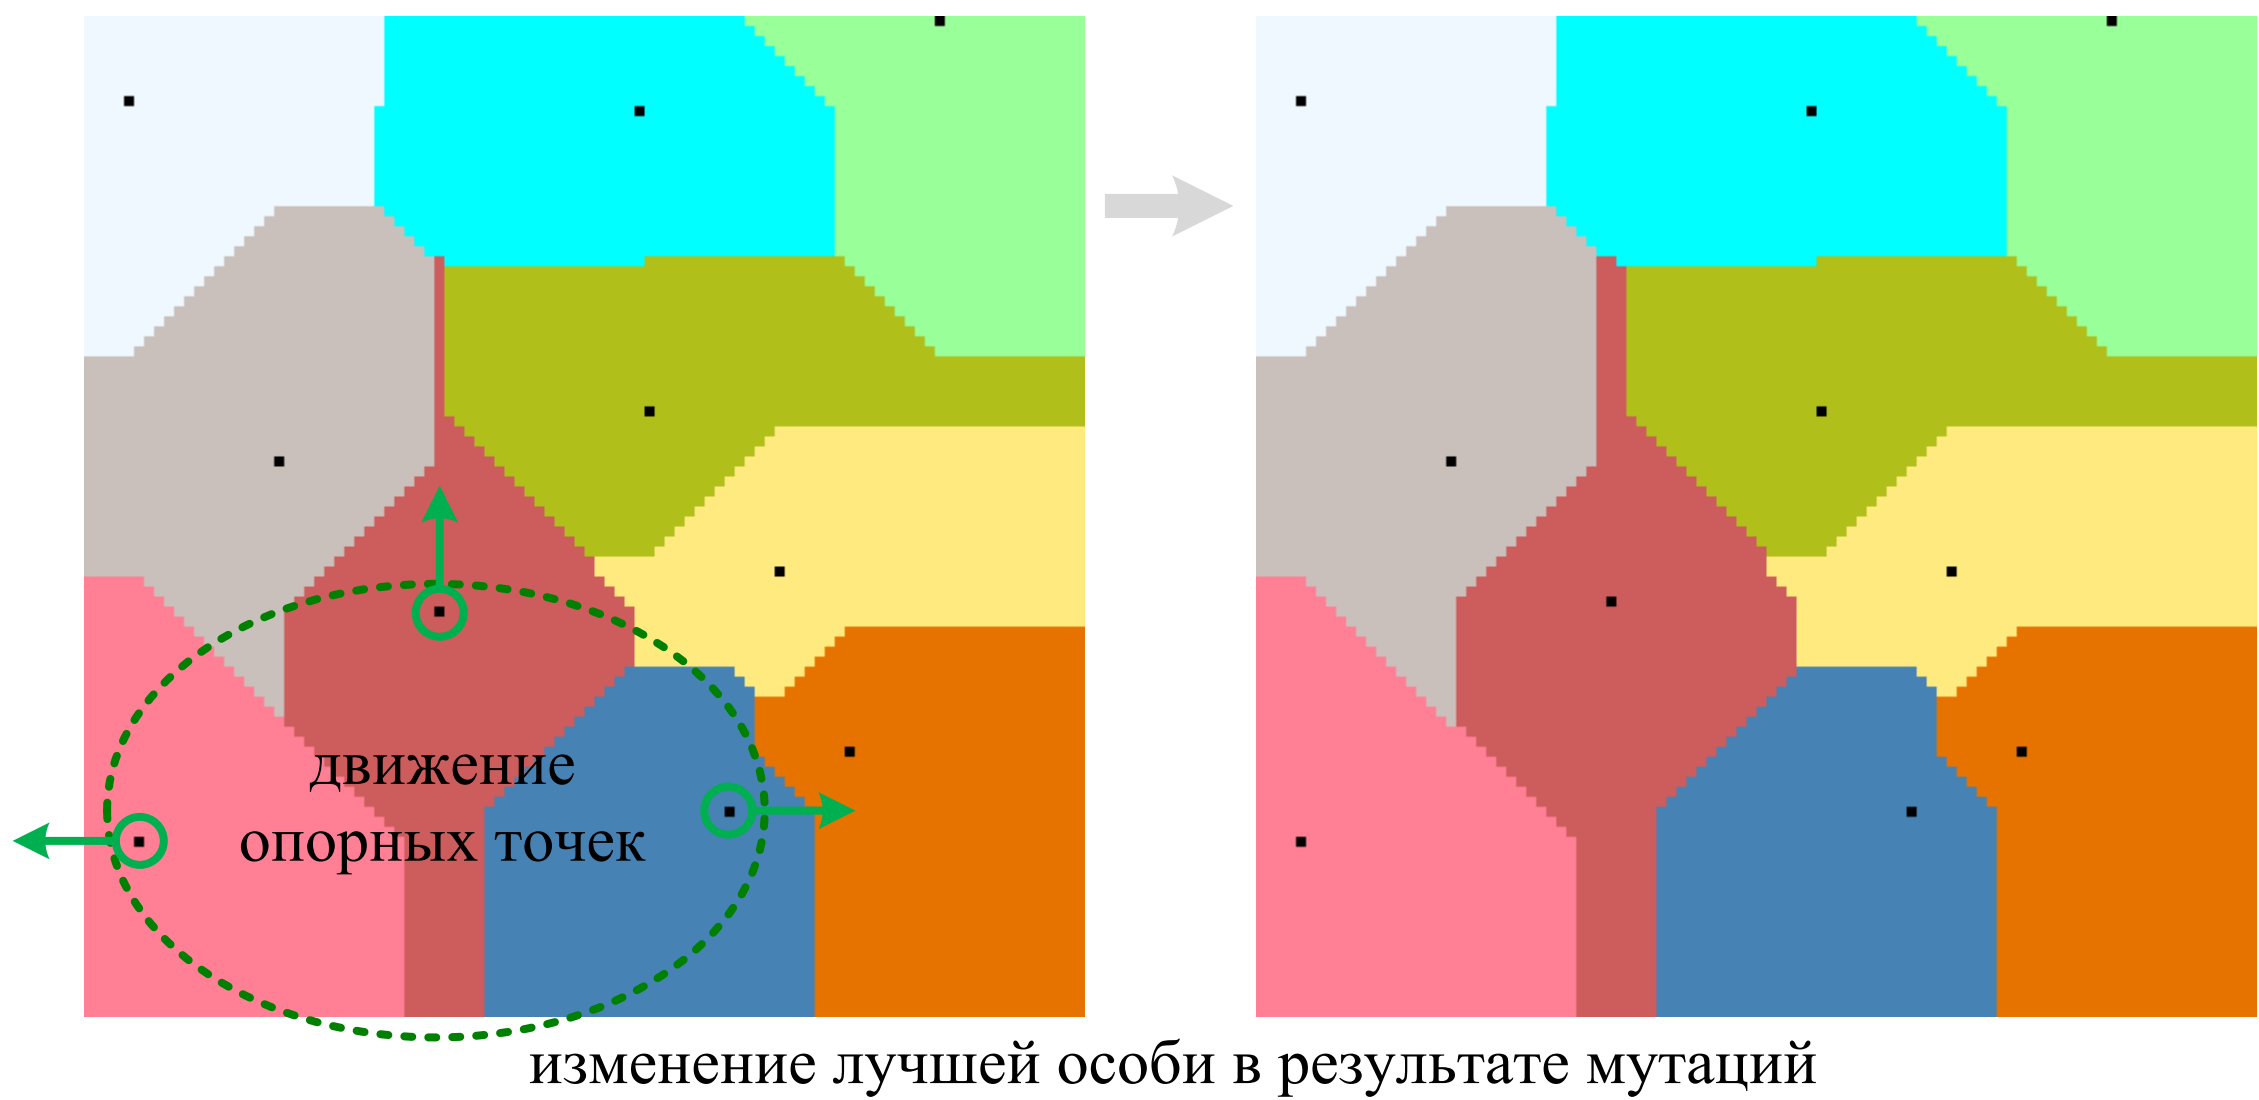 движение
опорных точек
изменение лучшей особи в результате мутаций